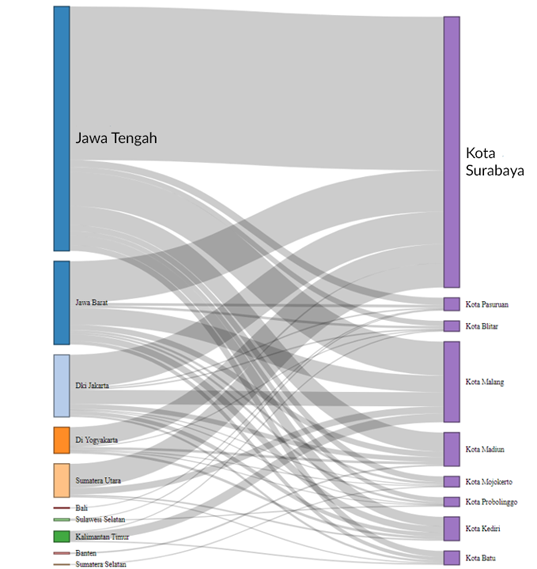 Jawa Tengah
Jawa Barat
Dki Jakarta
Di Yogyakarta
Sumatera Utara
Bali
Sulawesi Selatan
Kalimantan Timur
Banten
Sumatera Selatan
Kota
Surabaya
Kota Pasuruan
Kota Blitar
Kota Malang
Kota Madiun
Kota Mojokerto
Kota Probolinggo
Kota Kediri
Kota Batu